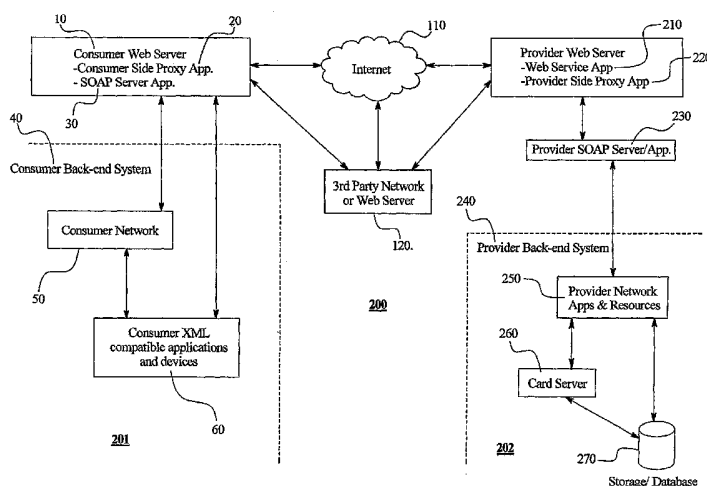 10
20
Consumer Web Server
-Consumer Side Proxy App.
- SOAP Server App.
30
110
Internet
210
220
Provider Web Server
-Web Service App
-Provider Side Proxy App
230
Provider SOAP Server/App.
40
Consumer Back-end System
Consumer Network
50
3rd Party Network
or Web Server
120.
240
Provider Back-end System
250
Provider Network
Apps & Resources
200
Consumer XML
compatible applications
and devices
60
260
Card Server
201
202
270
Storage/ Database